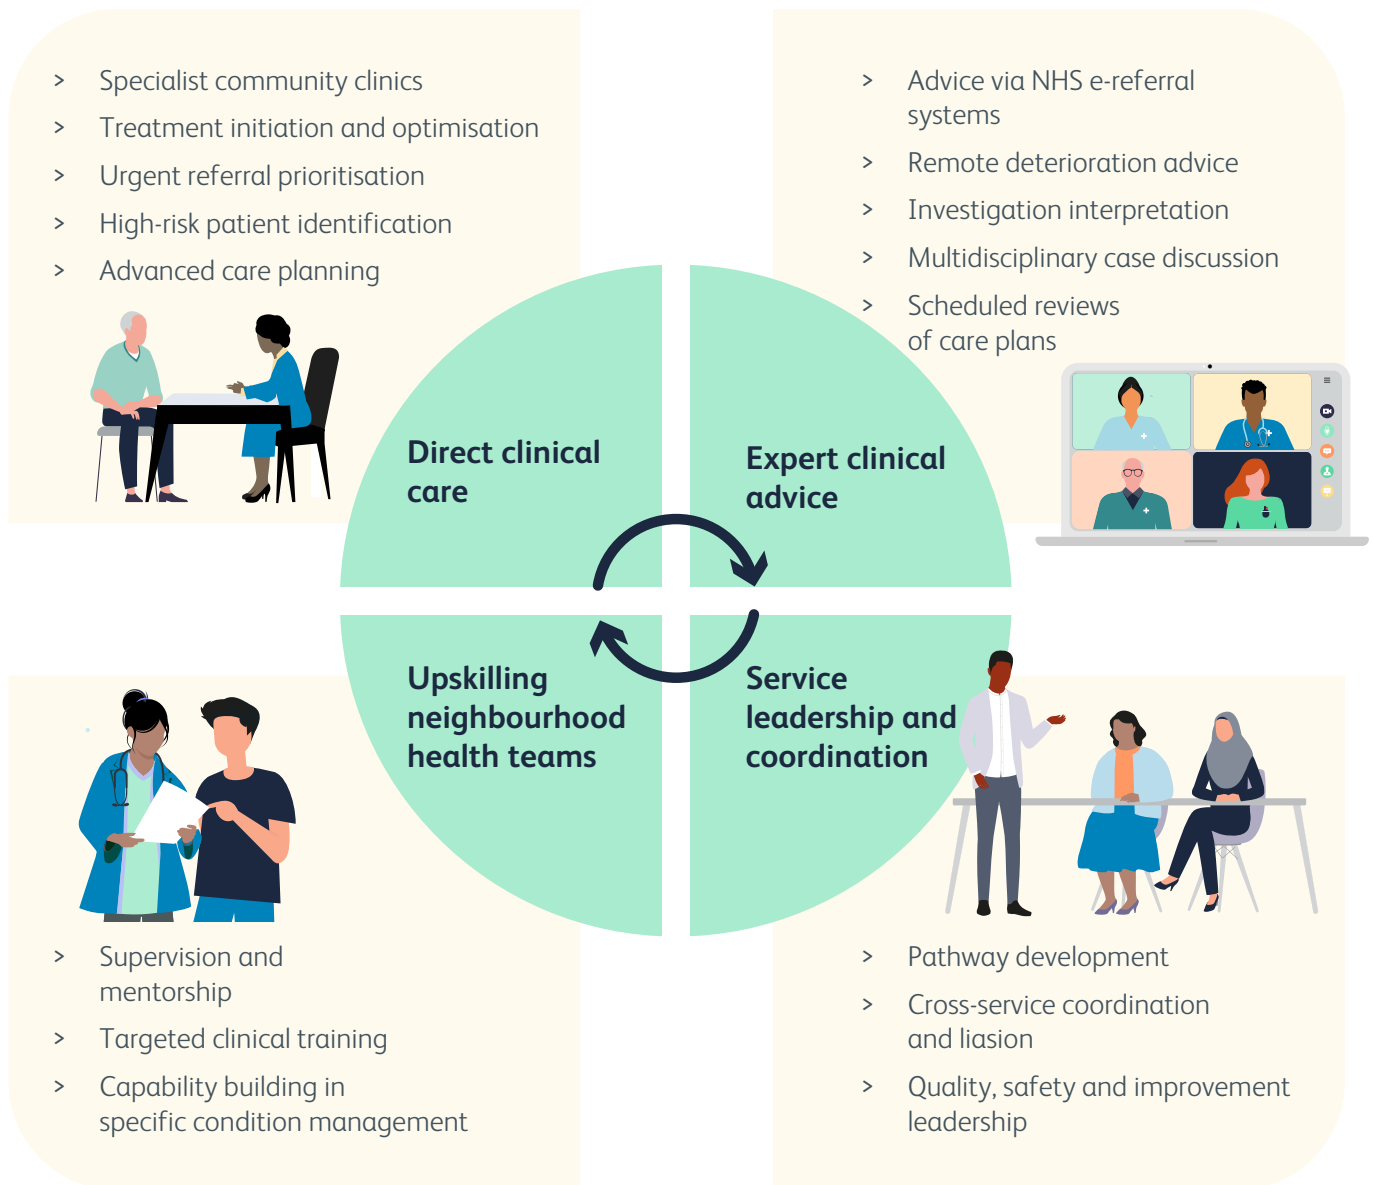 > Specialist community clinics
> Treatment initiation and optimisation
> Urgent referral prioritisation
> High-risk patient identification
> Advanced care planning
> Advice via NHS e-referral
systems
> Remote deterioration advice
> Investigation interpretation
> Multidisciplinary case discussion
> Scheduled reviews
of care plans
Direct clinical
care
Expert clinical
advice
Upskilling
neighbourhood
health teams
Service
leadership and
coordination
> Supervision and
mentorship
> Targeted clinical training
> Capability building in
specific condition management
> Pathway development
> Cross-service coordination
and liasion
> Quality, safety and improvement
leadership